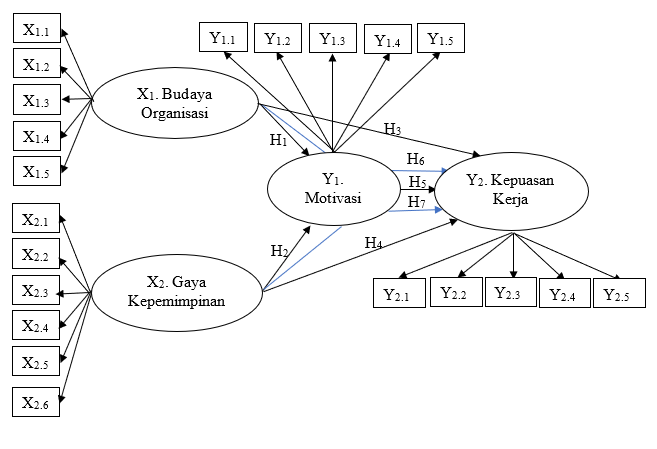 X1.1
X1.2
X1.3
X1.4
X1.5
Y1.1
Y1.2
Y1.3
Y1.4
Y1.5
X1. Budaya
Organisasi
H1
H3
Y1.
Motivasi
H6
H5
H7
Y2. Kepuasan
Kerja
X2.1
X2.2
X2.3
X2.4
X2.5
X2.6
X2. Gaya
Kepemimpinan
H2
H4
Y2.1
Y2.2
Y2.3
Y2.4
Y2.5